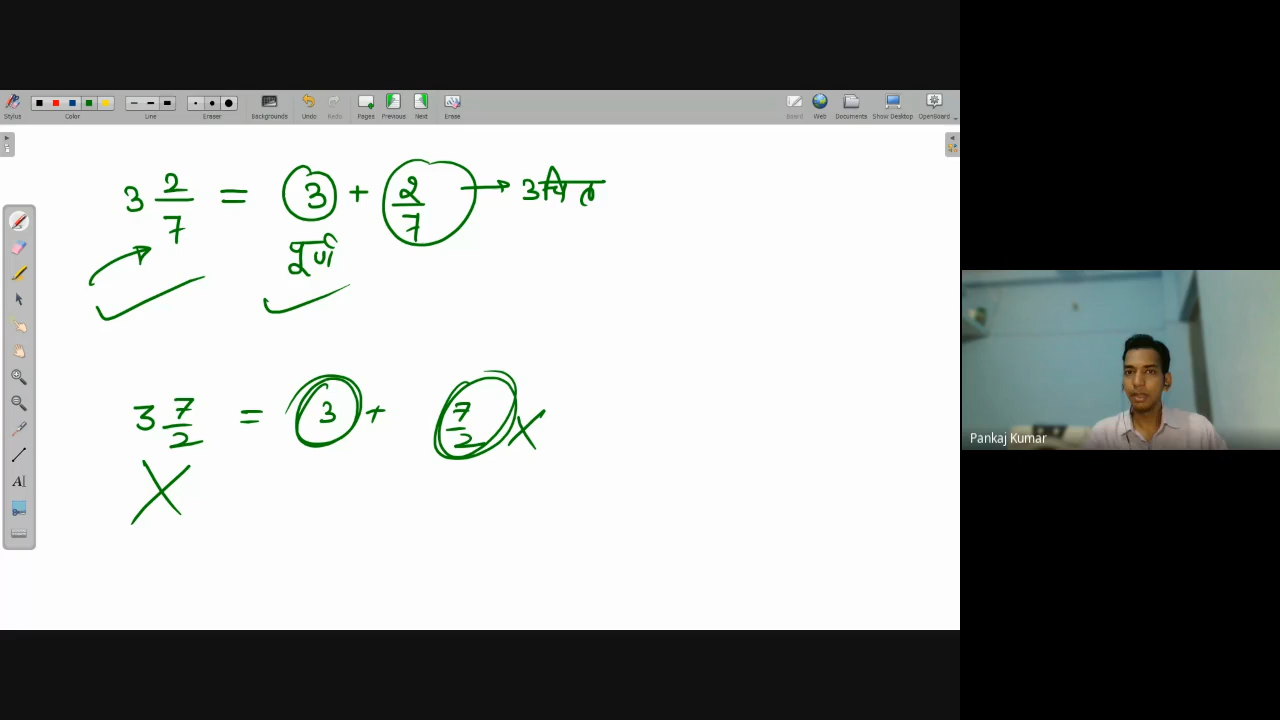 Stylus Color Line Eraser Backgrounds Undo Redo Pages Previous Next Erase Board Web Documents Show Desktop OpenBoard
3 2/7 = 3 + 2/7 → उचित
पूर्ण
3 7/2 = 3 + 7/2 X
X
Pankaj Kumar